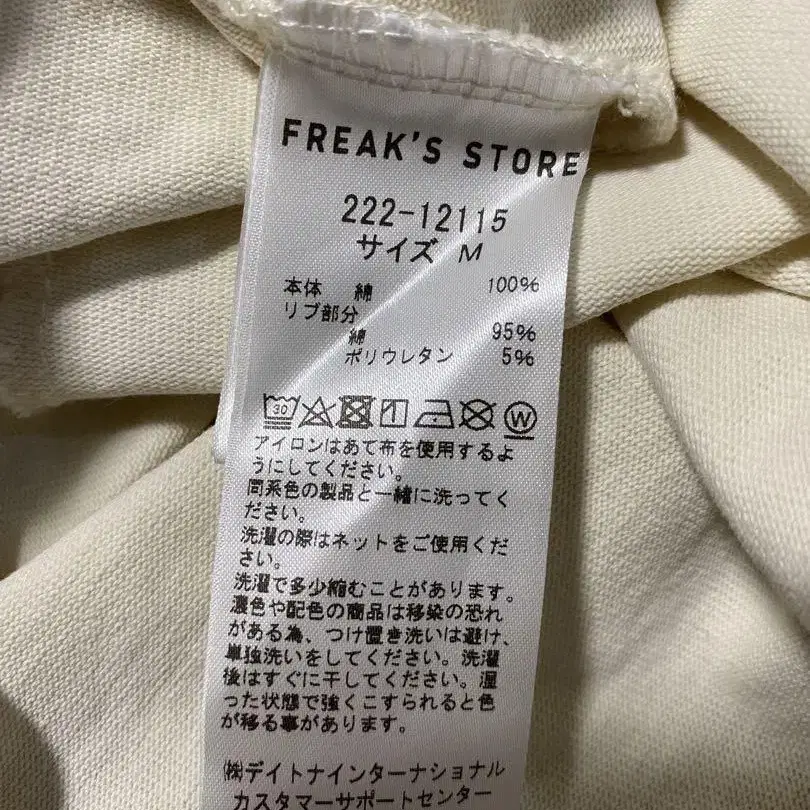 FREAK'S STORE
222-12115
サイズ M
本体 綿 100%
リブ部分
綿 95%
ポリウレタン 5%
30
W
アイロンはあて布を使用するよ
うにしてください。
同系色の製品と一緒に洗ってく
ださい。
洗濯の際はネットをご使用くだ
さい。
洗濯で多少縮むことがあります。
濃色や配色の商品は移染の恐れ
がある為、つけ置き洗いは避け、
単独洗いをしてください。洗濯
後はすぐに干してください。湿
った状態で強くこすられると色
が移る事があります。
㈱デイトナインターナショナル
カスタマーサポートセンター